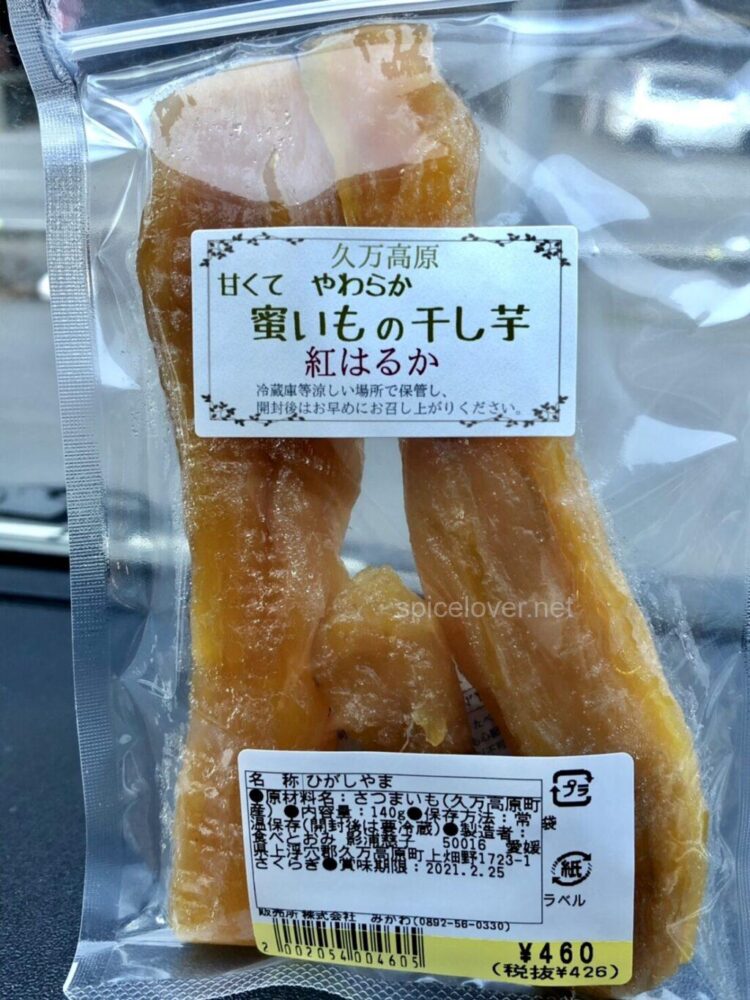 久万高原
甘くて やわらか
蜜いもの干し芋
紅はるか
冷蔵庫等涼しい場所で保管し、
開封後はお早めにお召し上がりください。
spicelover.net
名 称 ひがしやま
●原材料名:さつまいも(久万高原町
産)●内容量:140g●保存方法:常
温保存(開封後は要冷蔵)●製造者:
50016 愛媛
県上浮穴郡久万高原町上畑野1723-1
さくらぎ●賞味期限:2021.2.25
販売所 株式会社 みかわ(0892-56-0330)
プラ
袋
紙
ラベル
2002054004605
¥460
(税抜¥426)